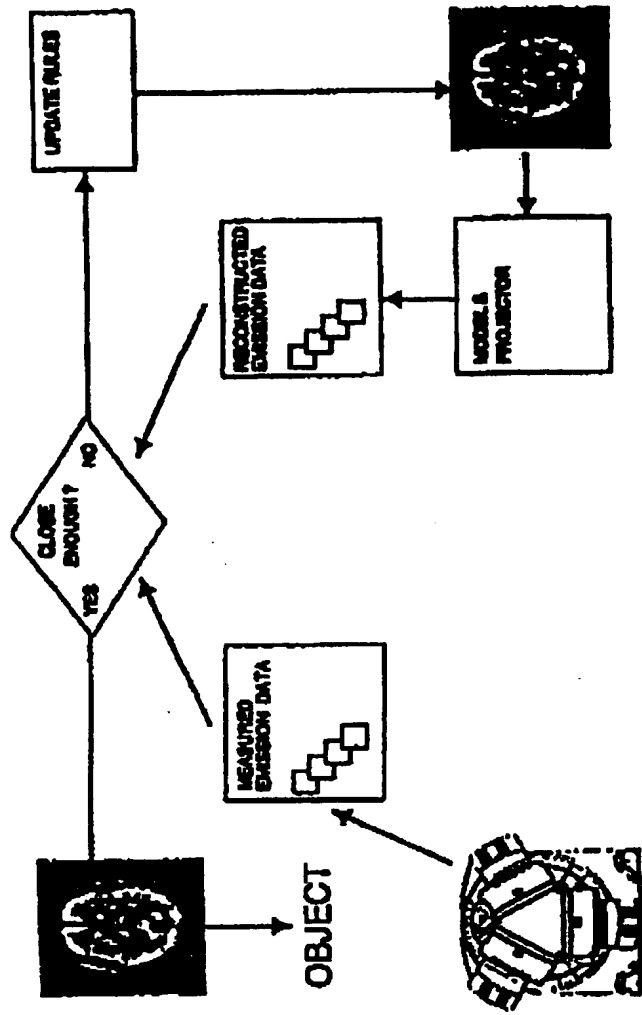 CLOSE
ENOUGH?
YES
NO
UPDATE RULES
OBJECT
MEASURED
EMISSION DATA
RECONSTRUCTED
EMISSION DATA
MODEL &
PROJECTOR